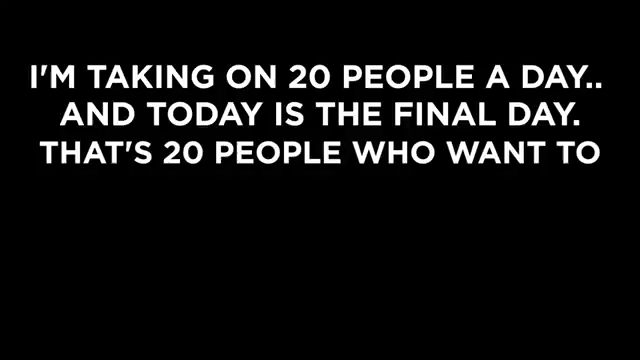 I'M TAKING ON 20 PEOPLE A DAY..
AND TODAY IS THE FINAL DAY.
THAT'S 20 PEOPLE WHO WANT TO